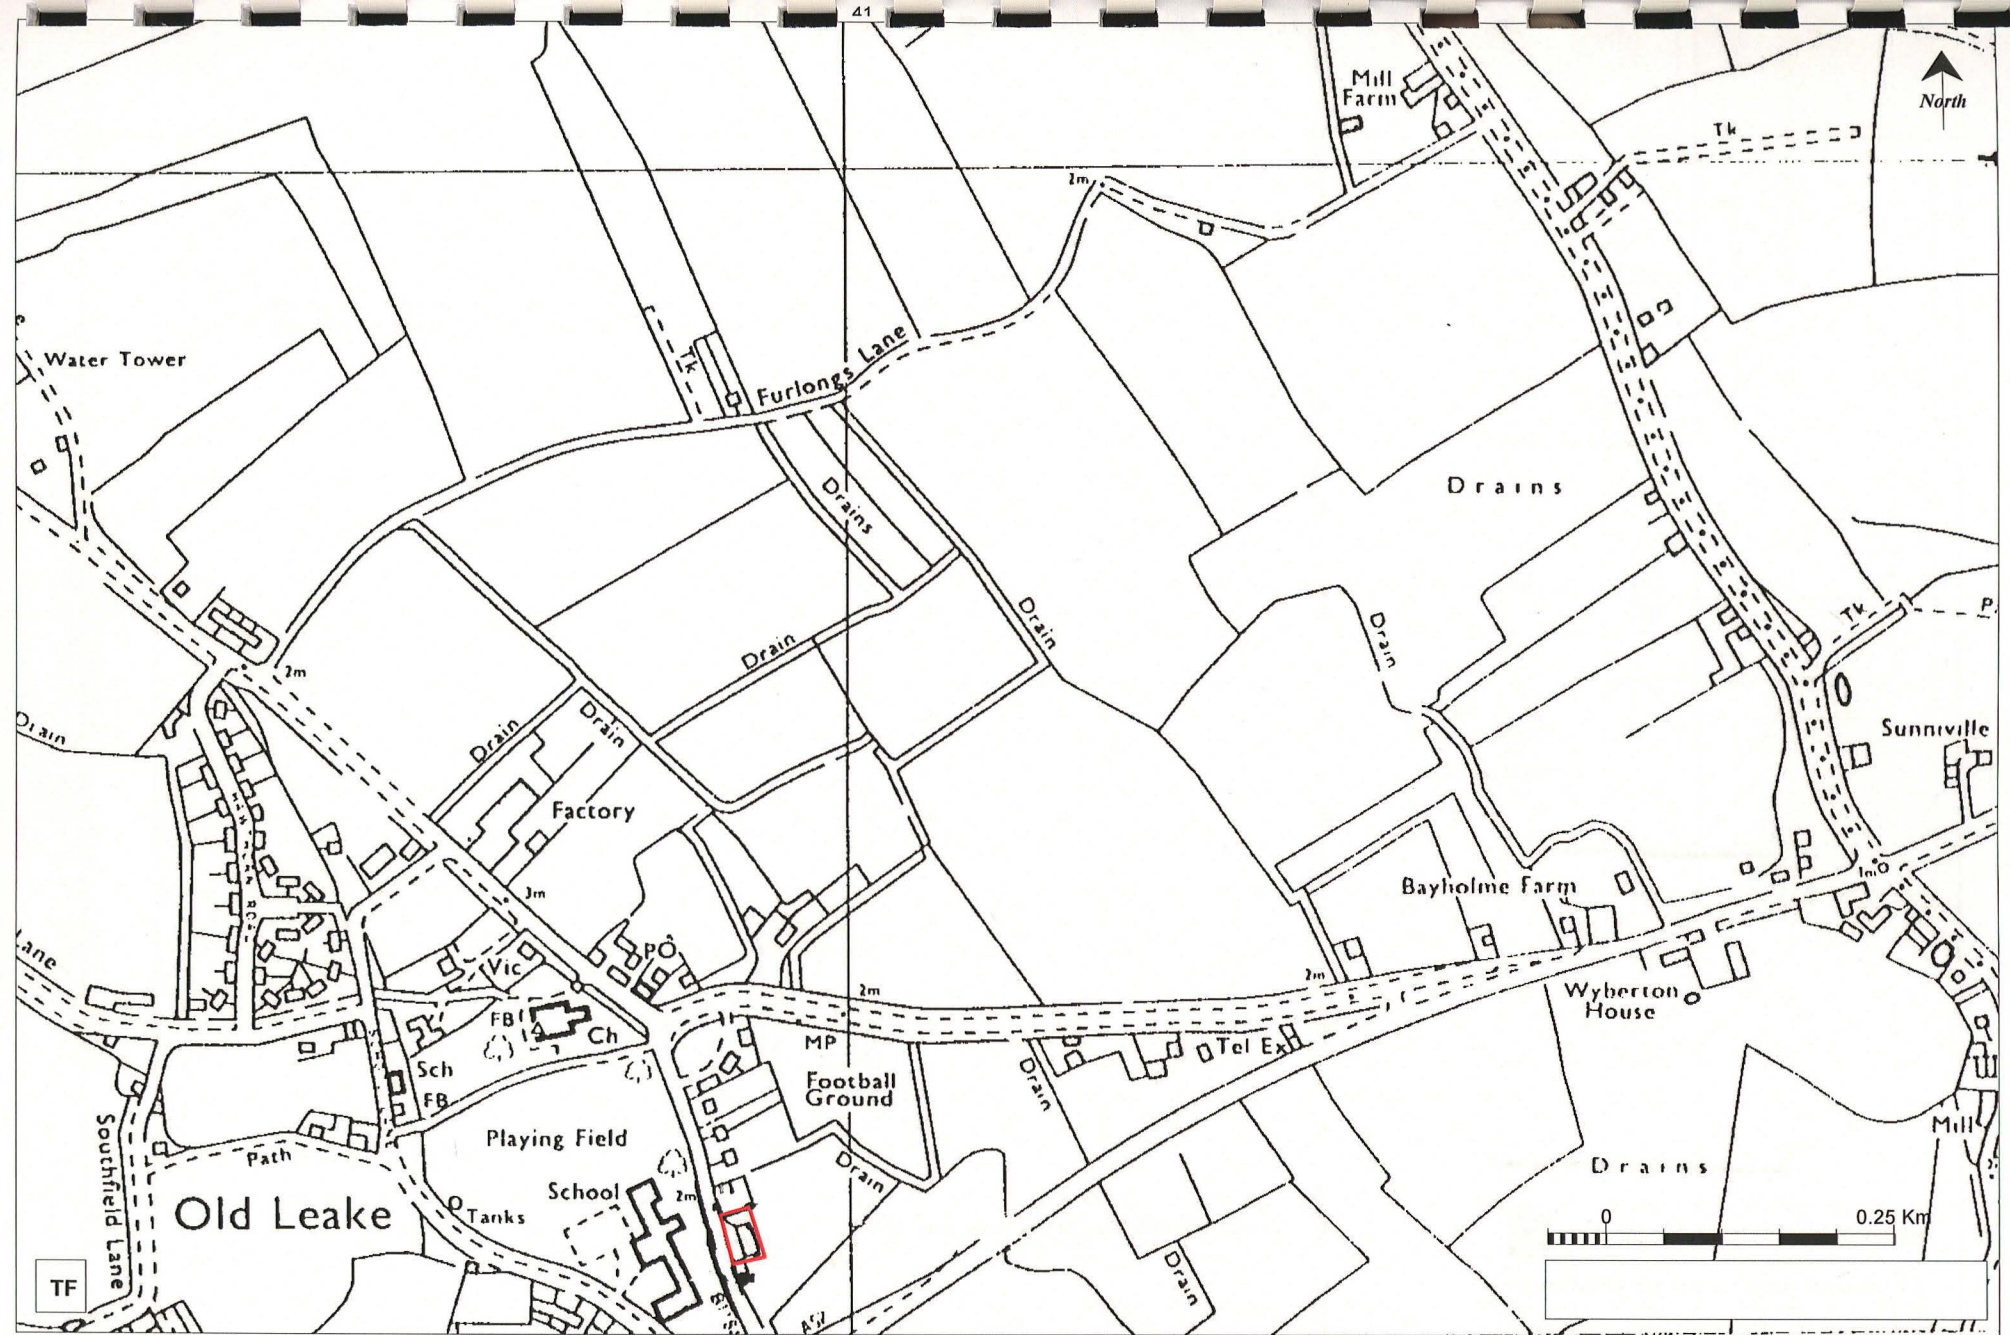 41
Mill
Farm
North
Tk
2m
Water Tower
Tk
Furlongs Lane
Drains
Drains
Drain
Drain
Drain
Tk
P
2m
Drain
Drain
Drain
Sunniville
Factory
3m
Bayholme Farm
1m
Lane
PO
Vic
2m
2m
Wyberton
House
FB
Ch
MP
Tel Ex
Sch
FB
Football
Ground
Drain
Southfield Lane
Playing Field
Mill
Path
Drain
Drains
School
2m
Old Leake
Tanks
0
0.25 Km
Drain
TF